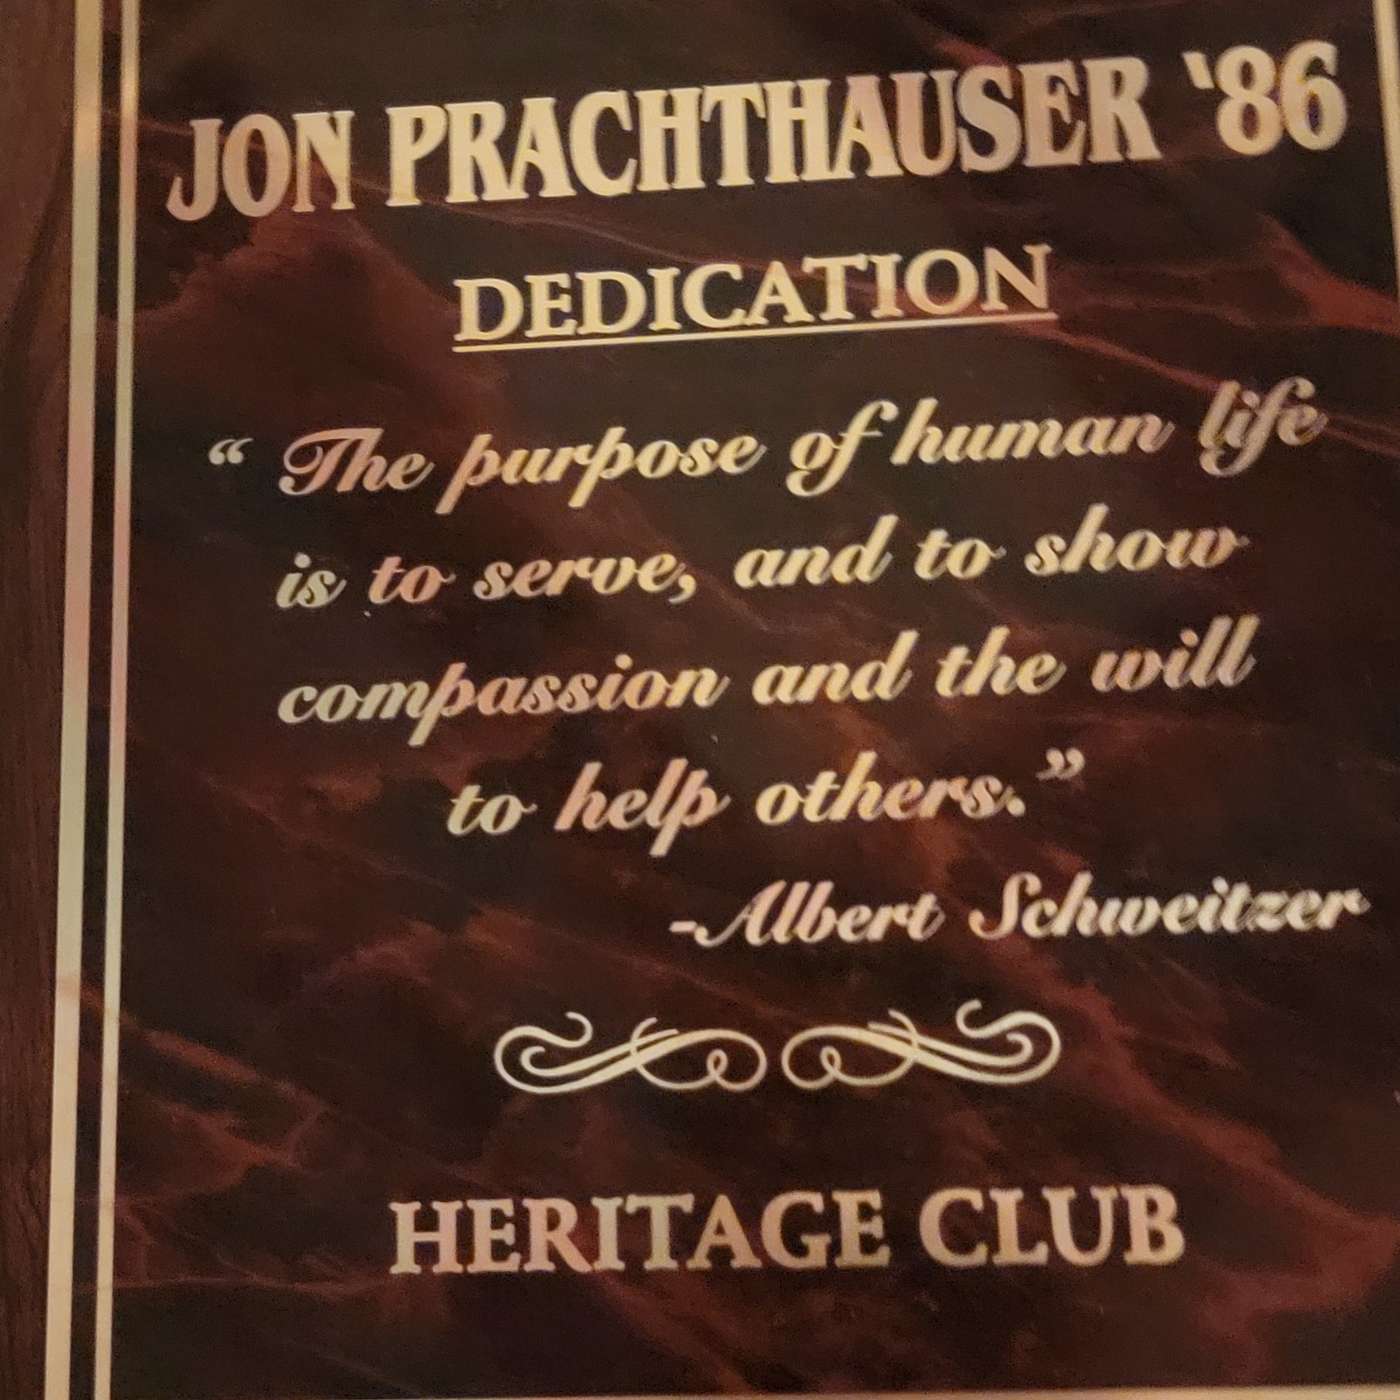 JON PRACHTHAUSER '86
DEDICATION
“ The purpose of human life
is to serve, and to show
compassion and the will
to help others.”
-Albert Schweitzer
HERITAGE CLUB